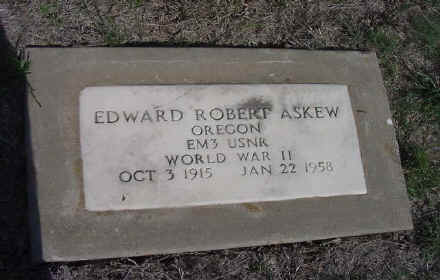 EDWARD ROBERT ASKEW
OREGON
EM3 USNR
WORLD WAR II
OCT 3 1915 JAN 22 1958